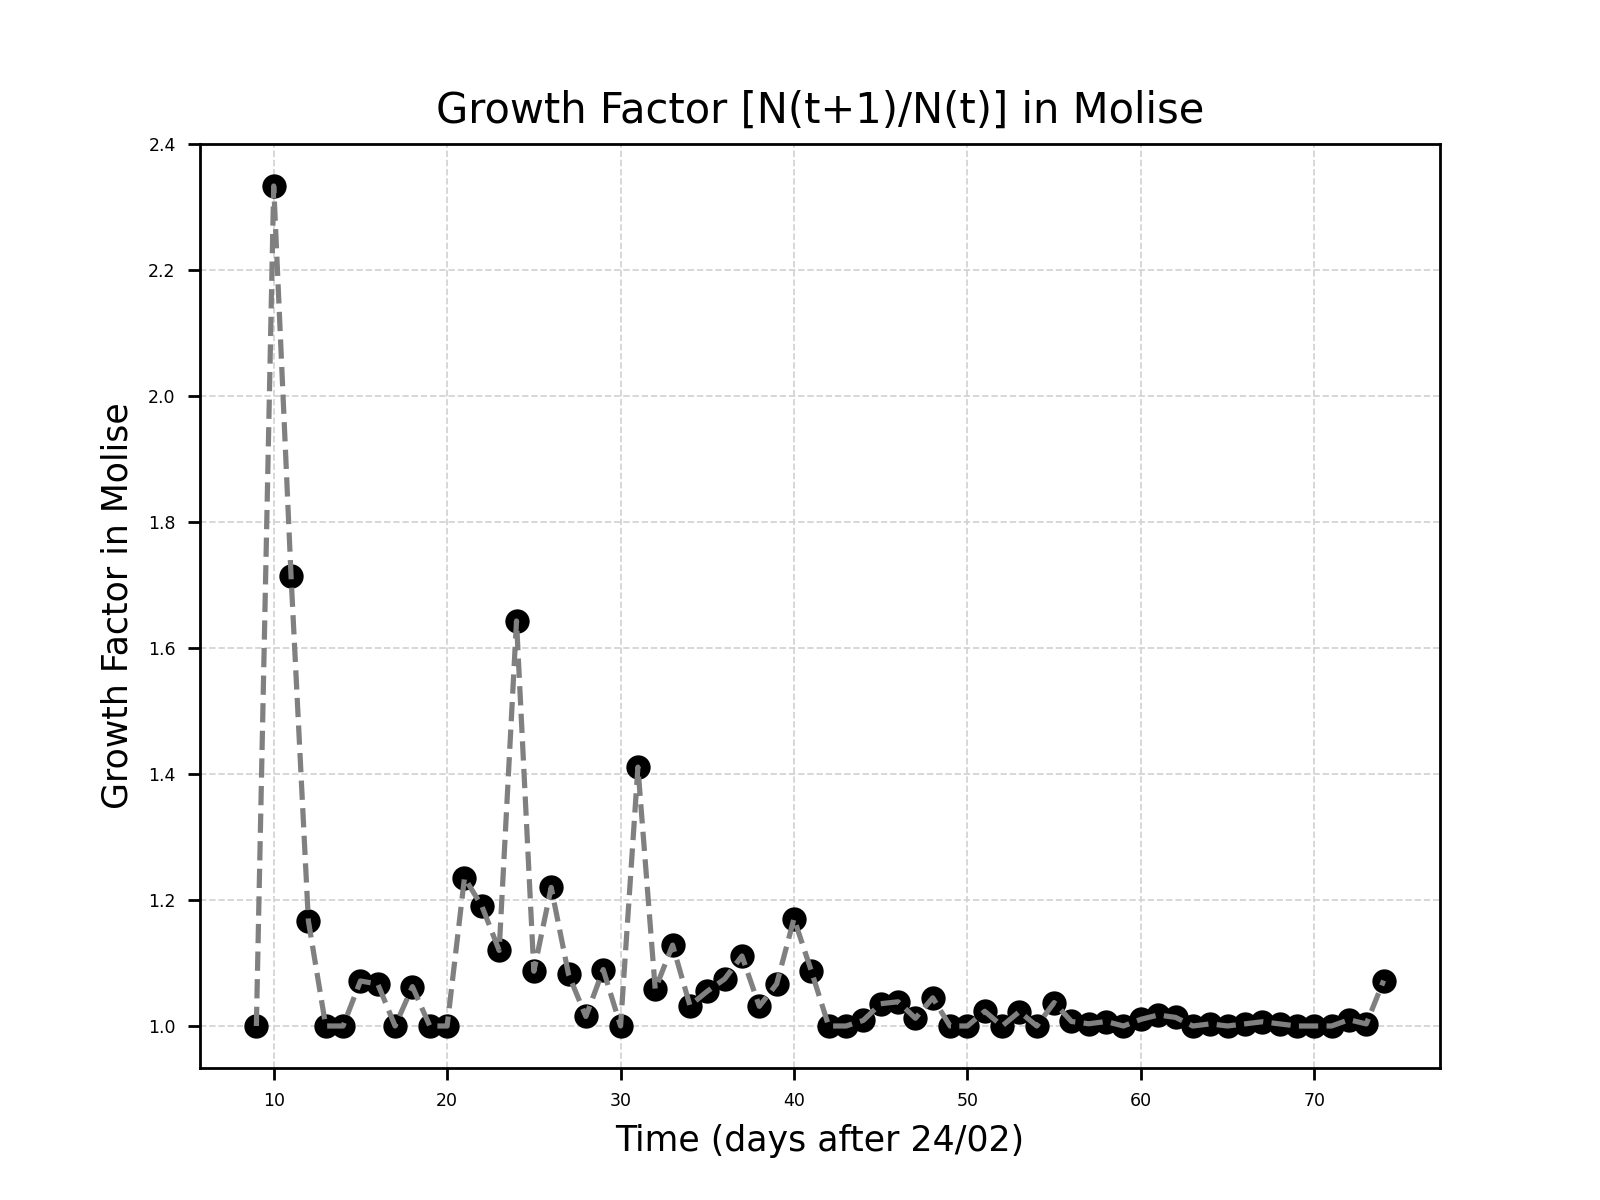 Growth Factor [N(t+1)/N(t)] in Molise
2.4
2.2
2.0
1.8
1.6
1.4
1.2
1.0
Growth Factor in Molise
10 20 30 40 50 60 70
Time (days after 24/02)